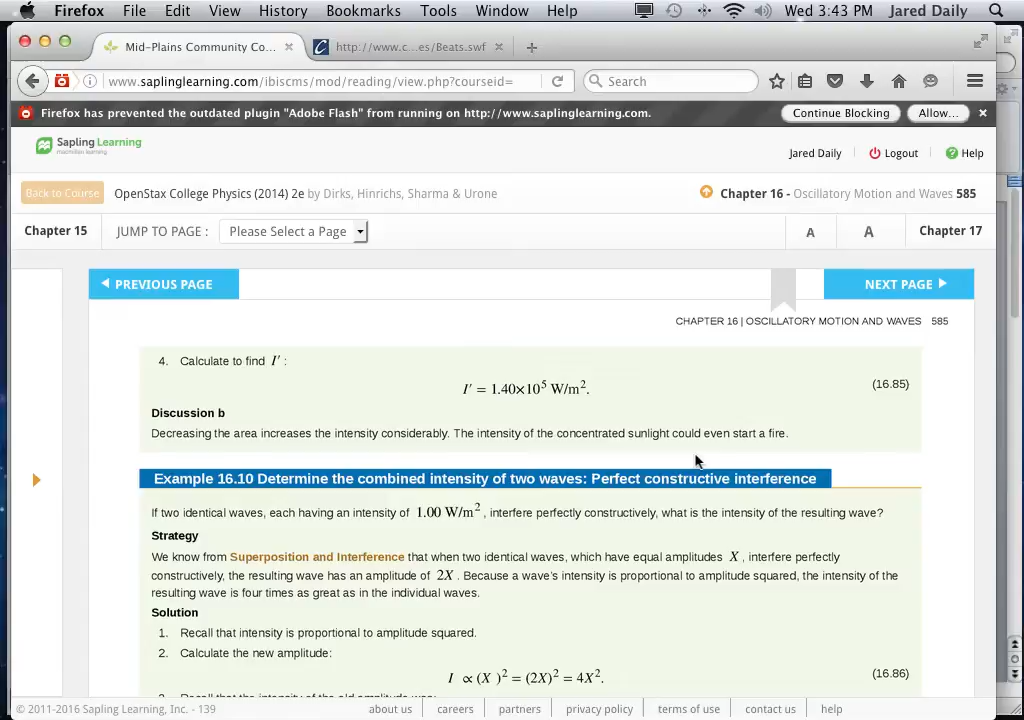 Firefox File Edit View History Bookmarks Tools Window Help Wed 3:43 PM Jared Daily
Mid-Plains Community Co... × http://www.c...es/Beats.swf × +
www.saplinglearning.com/ibiscms/mod/reading/view.php?courseid= Search
Firefox has prevented the outdated plugin "Adobe Flash" from running on http://www.saplinglearning.com. Continue Blocking Allow... ×
Sapling Learning
macmillan learning
Jared Daily Logout Help
Back to Course OpenStax College Physics (2014) 2e by Dirks, Hinrichs, Sharma & Urone Chapter 16 - Oscillatory Motion and Waves 585
Chapter 15 JUMP TO PAGE : Please Select a Page A A Chapter 17
PREVIOUS PAGE NEXT PAGE
CHAPTER 16 | OSCILLATORY MOTION AND WAVES 585
4. Calculate to find I′ :
I′ = 1.40×10⁵ W/m². (16.85)
Discussion b
Decreasing the area increases the intensity considerably. The intensity of the concentrated sunlight could even start a fire.
Example 16.10 Determine the combined intensity of two waves: Perfect constructive interference
If two identical waves, each having an intensity of 1.00 W/m² , interfere perfectly constructively, what is the intensity of the resulting wave?
Strategy
We know from Superposition and Interference that when two identical waves, which have equal amplitudes X , interfere perfectly
constructively, the resulting wave has an amplitude of 2X . Because a wave's intensity is proportional to amplitude squared, the intensity of the
resulting wave is four times as great as in the individual waves.
Solution
1. Recall that intensity is proportional to amplitude squared.
2. Calculate the new amplitude:
I ∝ (X )² = (2X)² = 4X². (16.86)
3. Recall that the intensity of the old amplitude was:
© 2011-2016 Sapling Learning, Inc. - 139 about us careers partners privacy policy terms of use contact us help